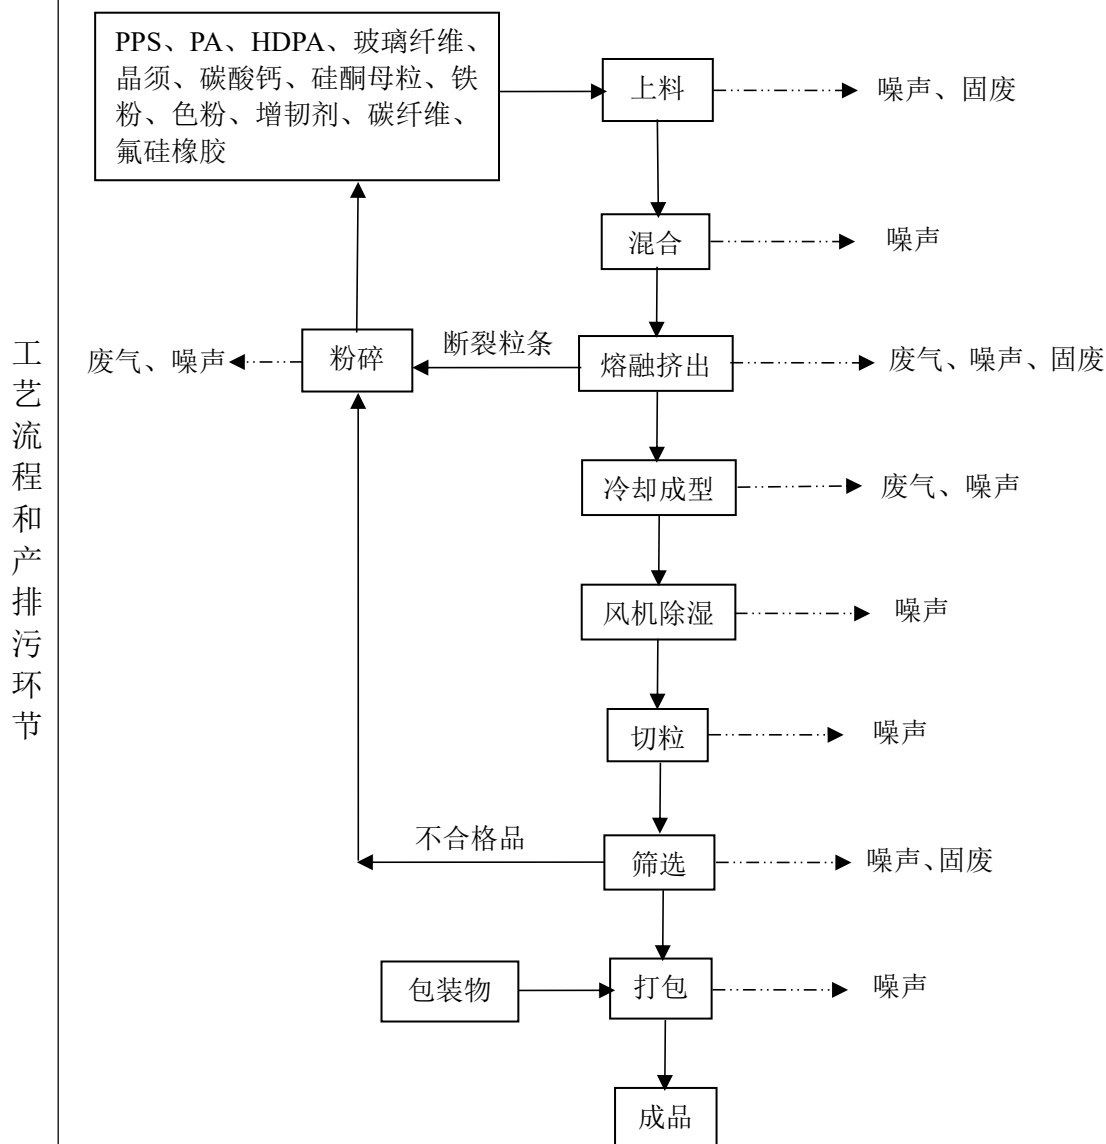 PPS、PA、HDPA、玻璃纤维、
晶须、碳酸钙、硅酮母粒、铁
粉、色粉、增韧剂、碳纤维、
氟硅橡胶
上料
噪声、固废
混合
噪声
废气、噪声
粉碎
断裂粒条
熔融挤出
废气、噪声、固废
冷却成型
废气、噪声
风机除湿
噪声
切粒
噪声
不合格品
筛选
噪声、固废
包装物
打包
噪声
成品
工艺流程和产排污环节